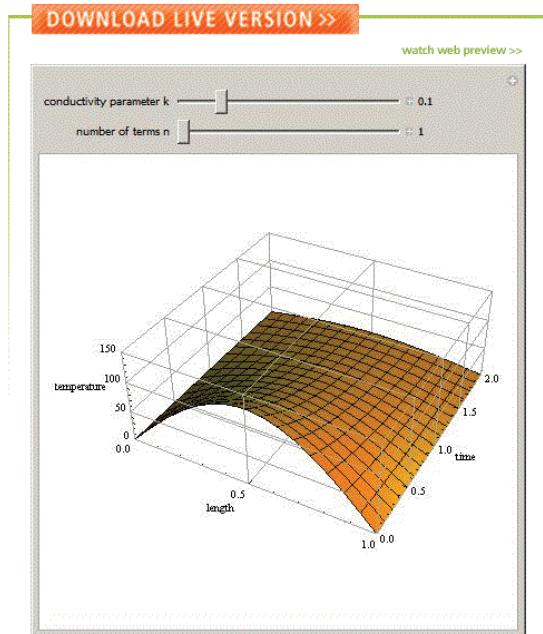 DOWNLOAD LIVE VERSION >>
watch web preview >>
conductivity parameter k 0.1
number of terms n 1
150
100
temperature
50
0
0.0
0.5
length
1.0
0.0
0.5
1.0
time
1.5
2.0